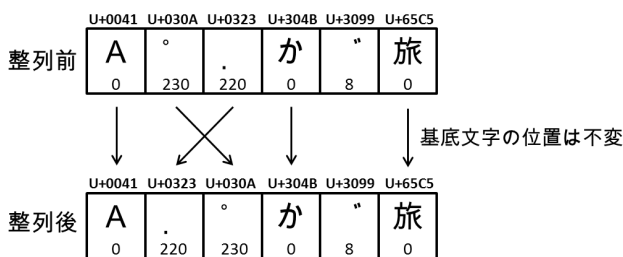 U+0041 U+030A U+0323 U+304B U+3099 U+65C5
整列前 A ° . か ゙ 旅
0 230 220 0 8 0
基底文字の位置は不変
U+0041 U+0323 U+030A U+304B U+3099 U+65C5
整列後 A . ° か ゙ 旅
0 220 230 0 8 0